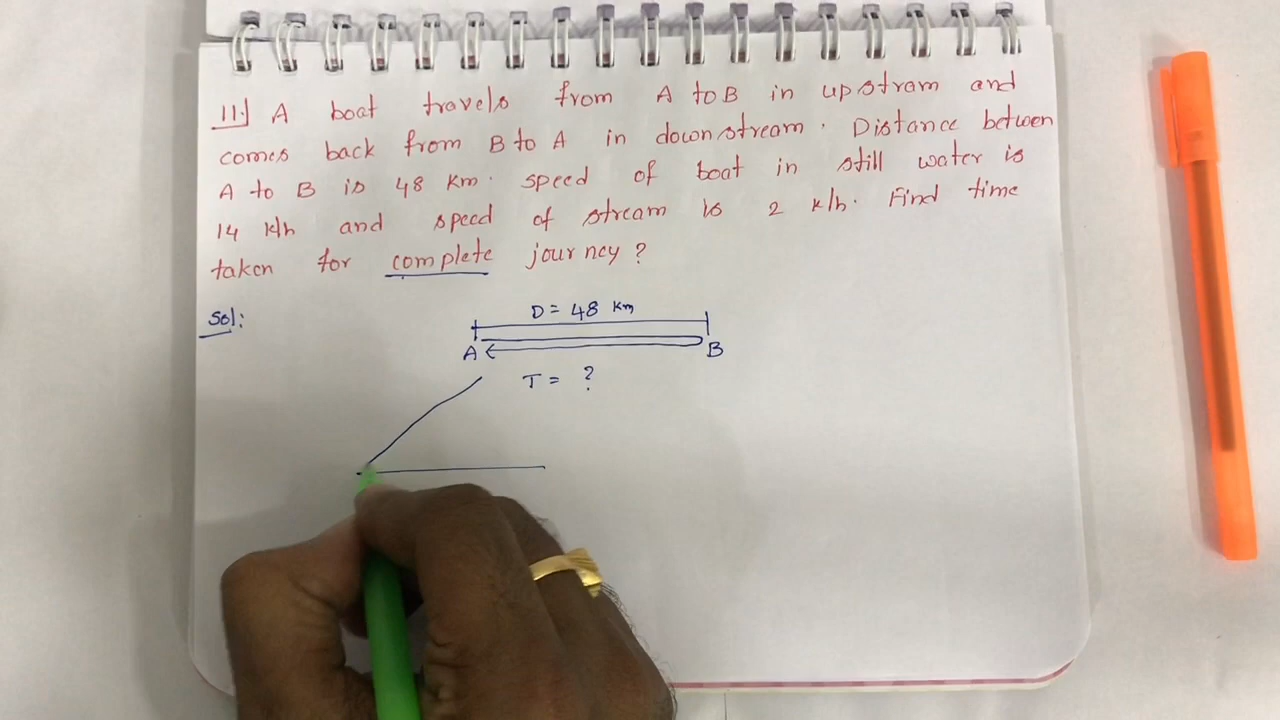 11.) A boat travels from A to B in upstram and
comes back from B to A in downstream. Distance betwen
A to B is 48 Km. speed of boat in still water is
14 k/h and speed of stream is 2 k/h. Find time
taken for complete journey ?
Sol:
D = 48 Km
A B
T = ?